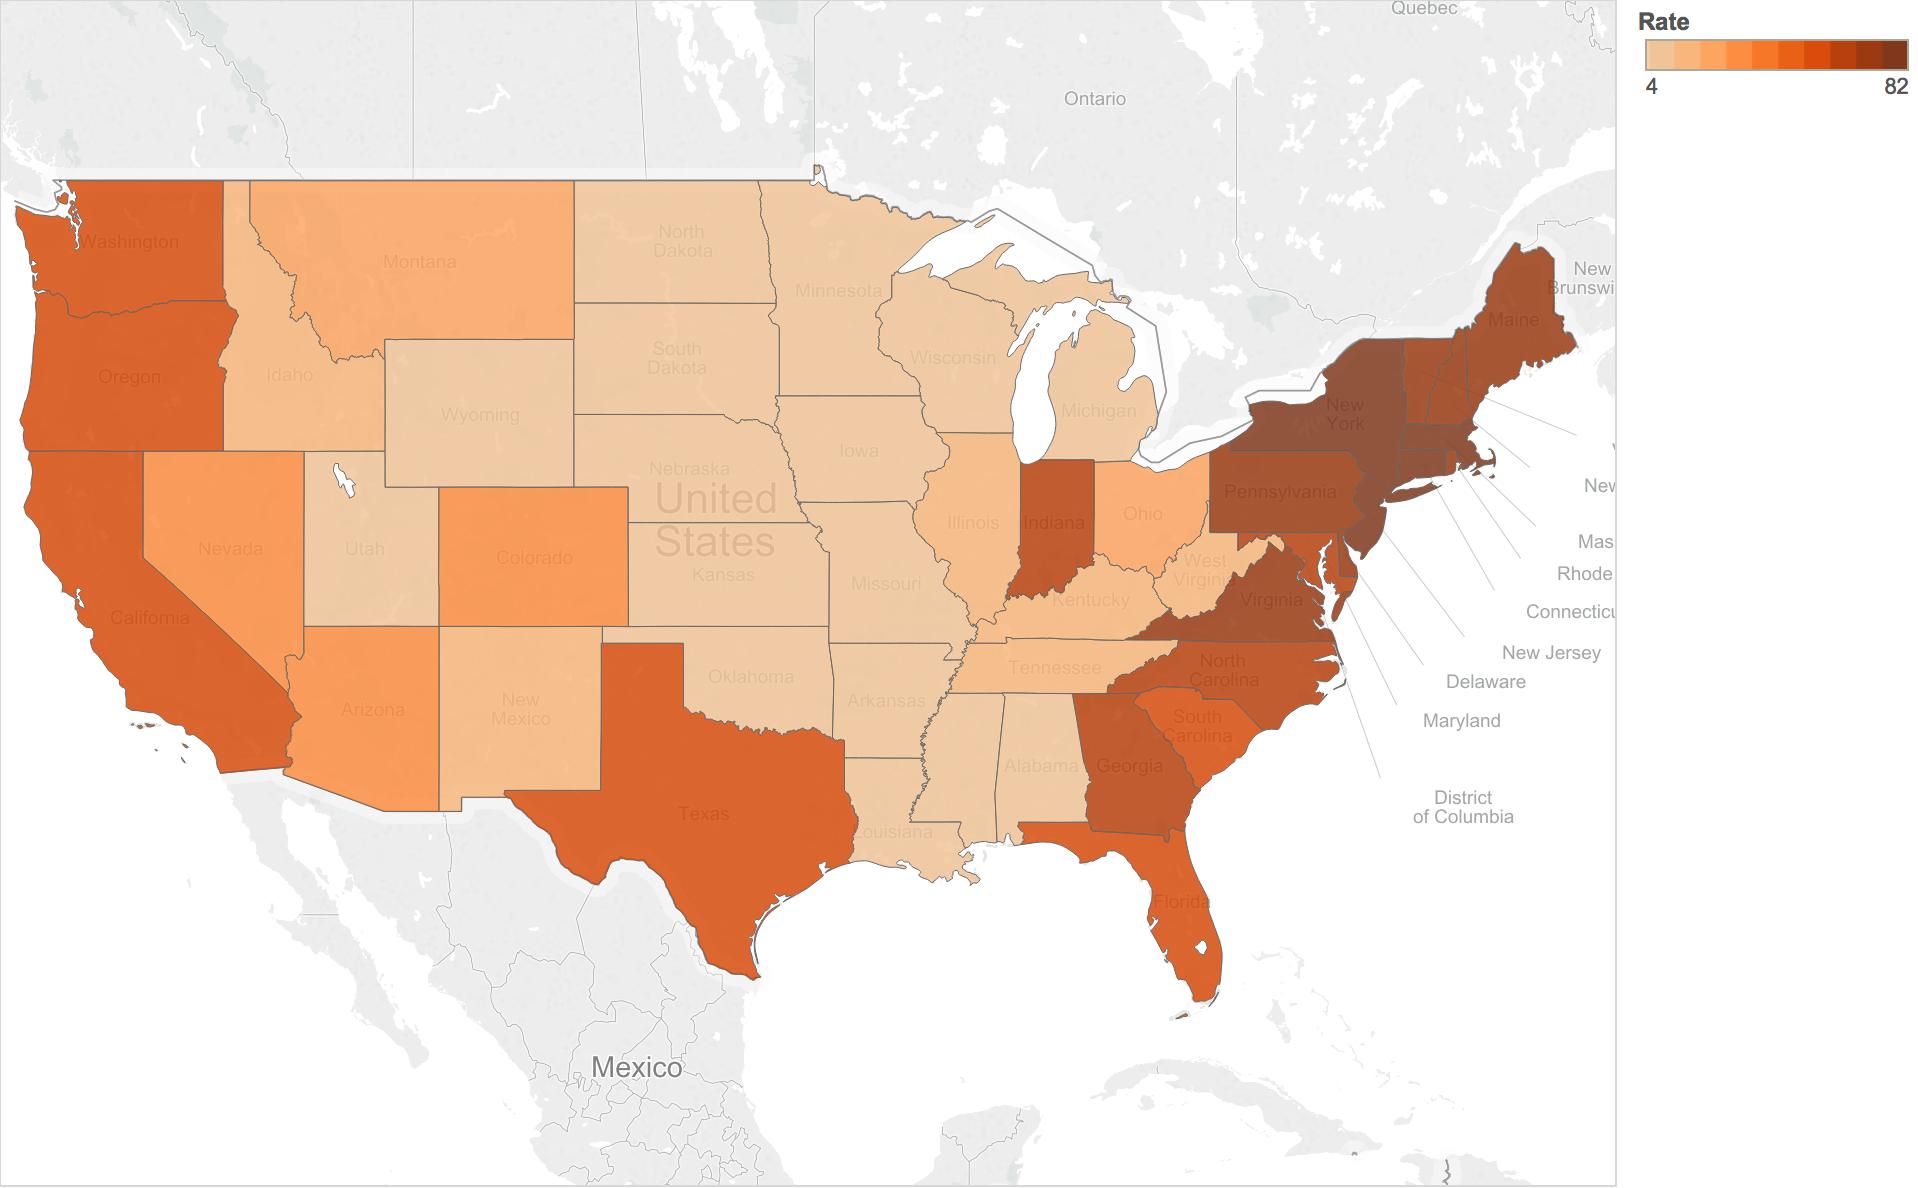 Quebec
Rate
4
82
Ontario
Washington
North
Dakota
Montana
New
Brunswi
Minnesota
Maine
South
Dakota
Wisconsin
Oregon
Idaho
Wyoming
Michigan
New
York
Iowa
Nebraska
Pennsylvania
New
United
States
Illinois
Indiana
Ohio
Nevada
Utah
Colorado
Mas
West
Virginia
Kansas
Missouri
Rhode
Kentucky
Virginia
Connecticu
California
New Jersey
Tennessee
North
Carolina
Oklahoma
Delaware
Arkansas
New
Mexico
Arizona
South
Carolina
Maryland
Alabama
Georgia
Texas
District
of Columbia
Louisiana
Florida
Mexico